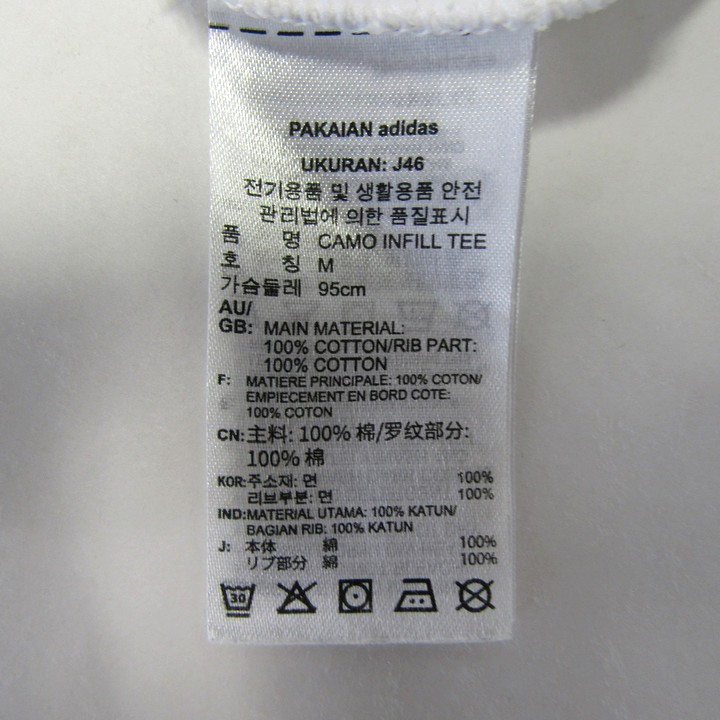 PAKAIAN adidas
UKURAN: J46
전기용품 및 생활용품 안전
관리법에 의한 품질표시
품 명 CAMO INFILL TEE
호 칭 M
가슴둘레 95cm
AU/
GB: MAIN MATERIAL:
100% COTTON/RIB PART:
100% COTTON
F: MATIERE PRINCIPALE: 100% COTON/
EMPIECEMENT EN BORD COTE:
100% COTON
CN:主料: 100% 棉/罗纹部分:
100% 棉
KOR:주소재: 면 100%
리브부분: 면 100%
IND:MATERIAL UTAMA: 100% KATUN/
BAGIAN RIB: 100% KATUN
J: 本体 綿 100%
リブ部分 綿 100%
30